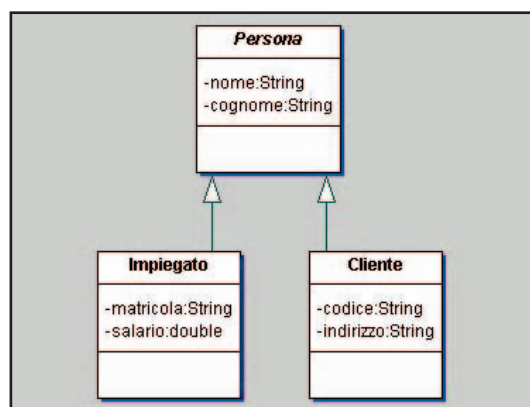 Persona
-nome:String
-cognome:String
Impiegato
-matricola:String
-salario:double
Cliente
-codice:String
-indirizzo:String